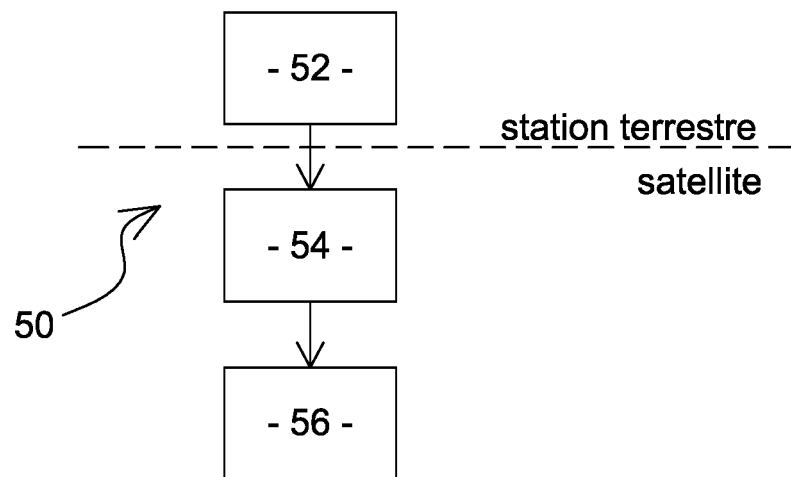 - 52 -
station terrestre
satellite
- 54 -
50
- 56 -